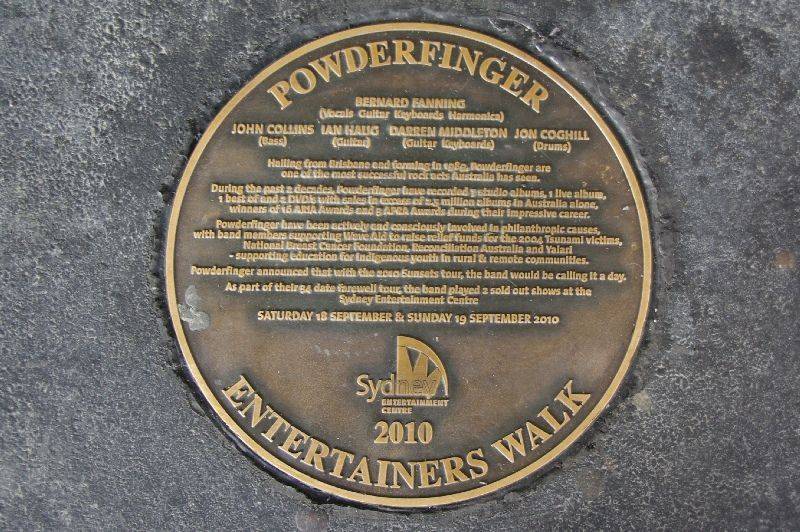 POWDERFINGER
BERNARD FANNING
(Vocals Guitar Keyboards Harmonica)
JOHN COLLINS IAN HAUG DARREN MIDDLETON JON COGHILL
(Bass) (Guitar) (Guitar Keyboards) (Drums)
Hailing from Brisbane and forming in 1989, Powderfinger are
one of the most successful rock acts Australia has seen.
During the past 2 decades, Powderfinger have recorded 7 studio albums, 1 live album,
1 best of and 2 DVDs with sales in excess of 2.5 million albums in Australia alone,
winners of 16 ARIA Awards and 5 APRA Awards during their impressive career.
Powderfinger have been actively and consciously involved in philanthropic causes,
with band members supporting Wave Aid to raise relief funds for the 2004 Tsunami victims,
National Breast Cancer Foundation, Reconciliation Australia and Yalari
- supporting education for indigenous youth in rural & remote communities.
Powderfinger announced that with the 2010 Sunsets tour, the band would be calling it a day.
As part of their 34 date farewell tour, the band played 2 sold out shows at the
Sydney Entertainment Centre
SATURDAY 18 SEPTEMBER & SUNDAY 19 SEPTEMBER 2010
Sydney
ENTERTAINMENT
CENTRE
2010
ENTERTAINERS WALK